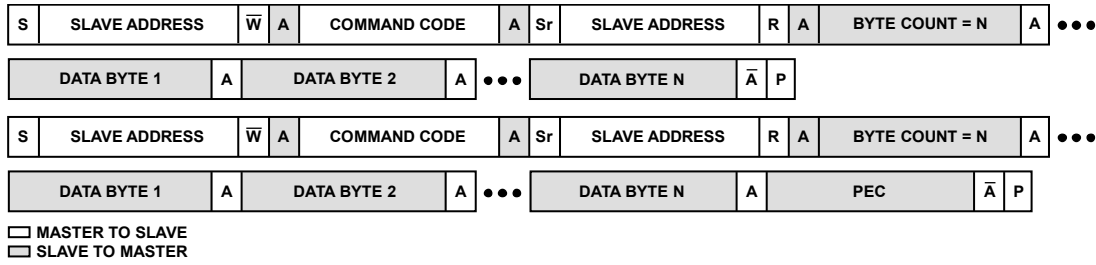 S SLAVE ADDRESS W̅ A COMMAND CODE A Sr SLAVE ADDRESS R A BYTE COUNT = N A •••
DATA BYTE 1 A DATA BYTE 2 A ••• DATA BYTE N A̅ P
S SLAVE ADDRESS W̅ A COMMAND CODE A Sr SLAVE ADDRESS R A BYTE COUNT = N A •••
DATA BYTE 1 A DATA BYTE 2 A ••• DATA BYTE N A PEC A̅ P
MASTER TO SLAVE
SLAVE TO MASTER